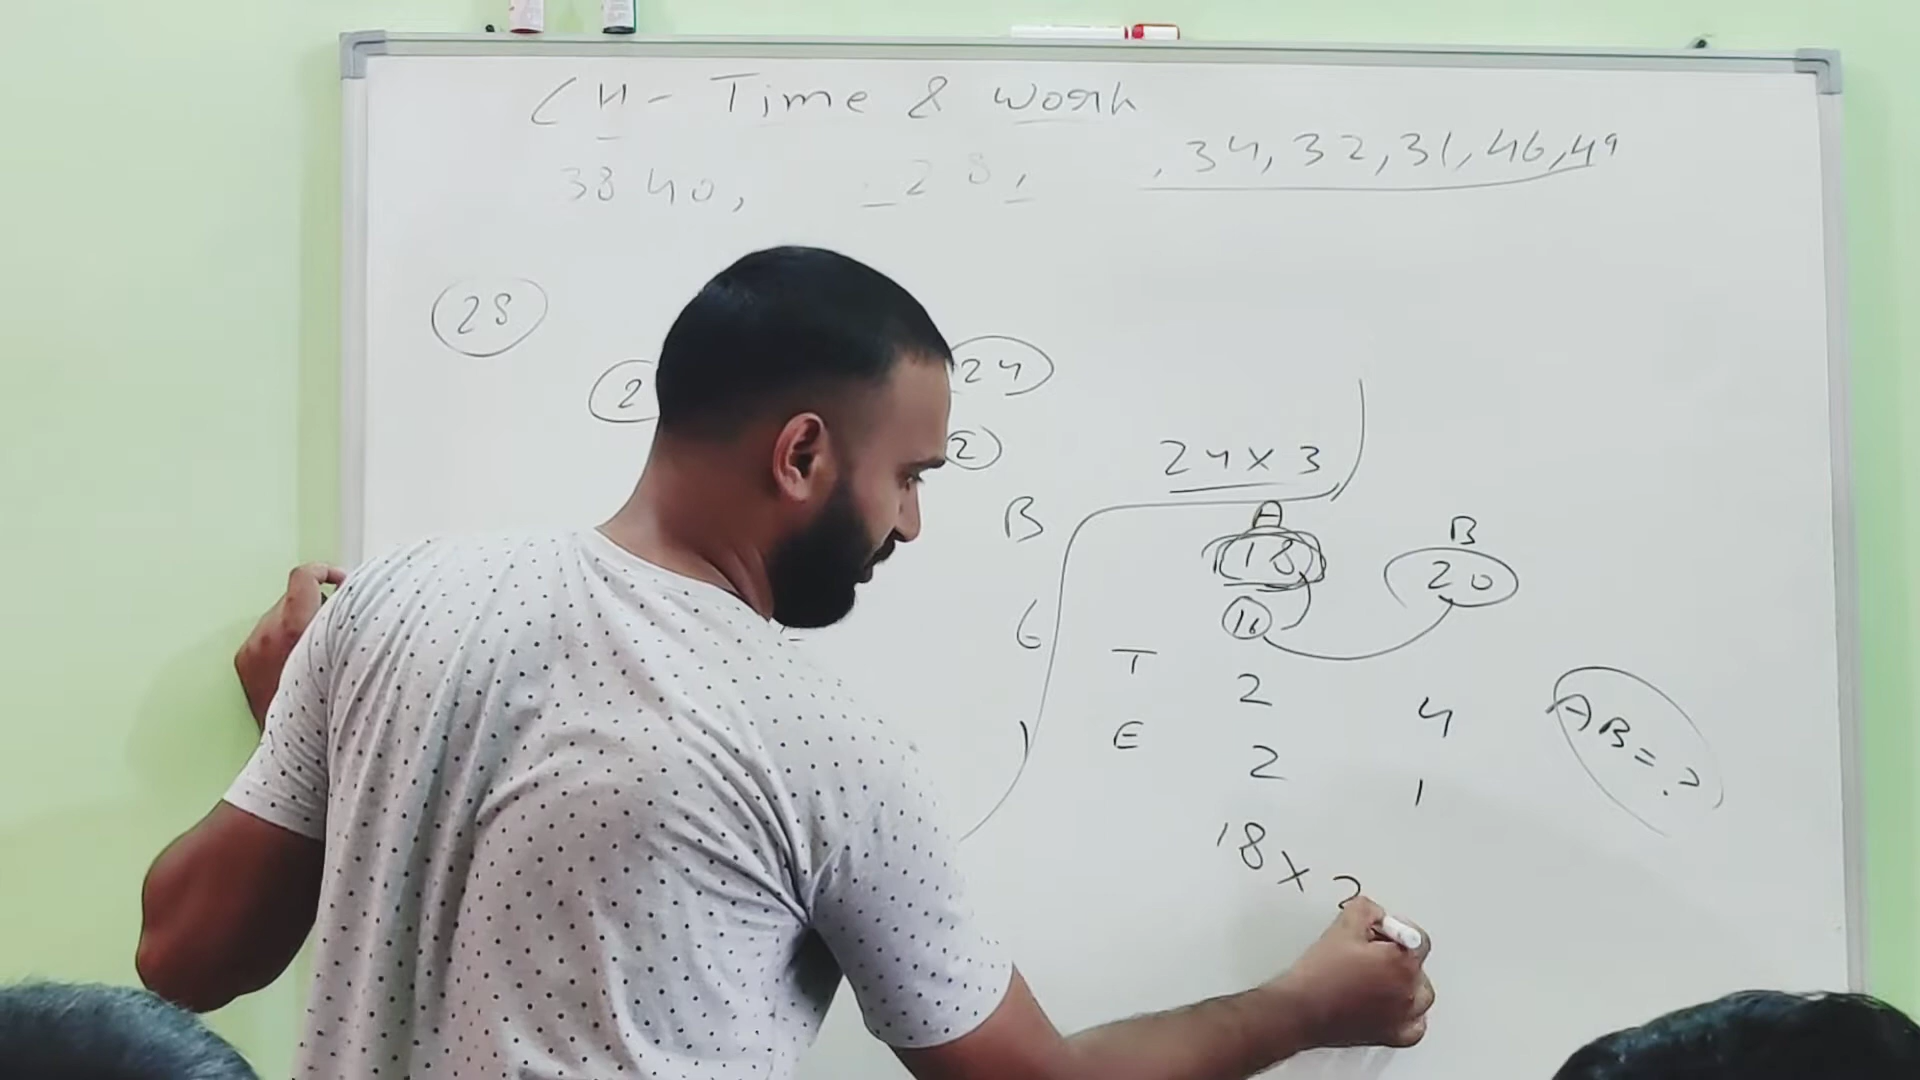 CH - Time & Work
38 40, 28, , 34, 32, 31, 46, 49
28
2 24
2
24 x 3
B A B
18 20
6 16
T 2 4
E 2 1
AB = ?
18 x 2